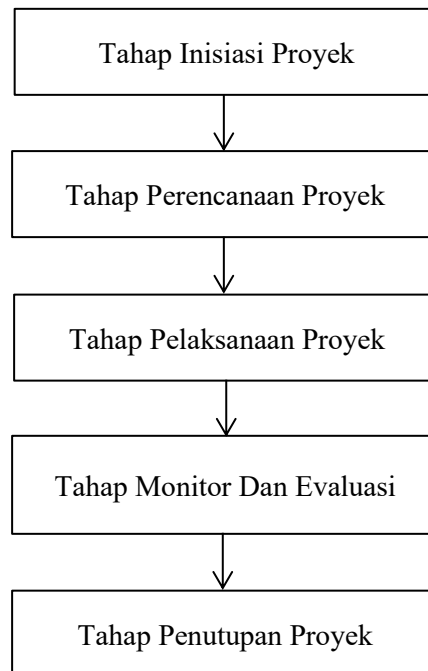 Tahap Inisiasi Proyek
Tahap Perencanaan Proyek
Tahap Pelaksanaan Proyek
Tahap Monitor Dan Evaluasi
Tahap Penutupan Proyek